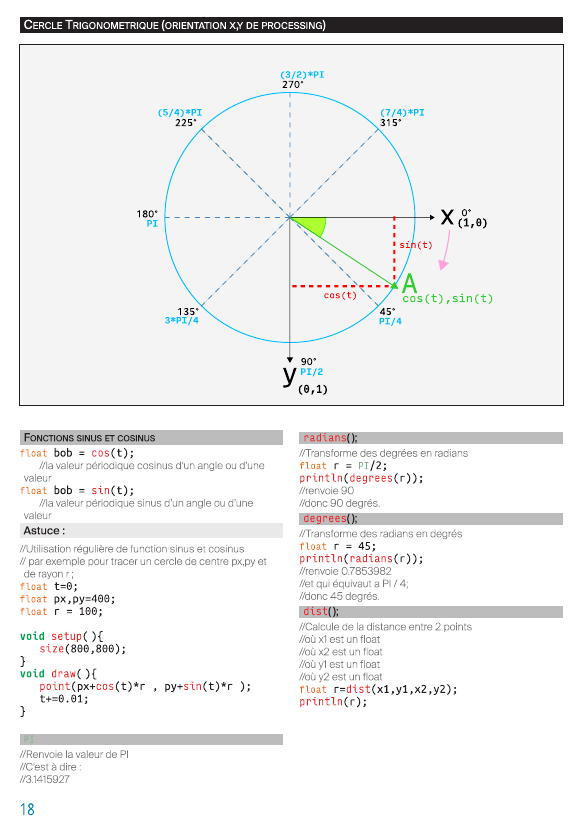 CERCLE TRIGONOMETRIQUE (ORIENTATION X,Y DE PROCESSING)
(3/2)*PI
270°
(5/4)*PI
225°
(7/4)*PI
315°
180°
PI
X 0°
(1,0)
sin(t)
cos(t)
A
cos(t),sin(t)
135°
3*PI/4
45°
PI/4
90°
y PI/2
(0,1)
FONCTIONS SINUS ET COSINUS
float bob = cos(t);
//la valeur périodique cosinus d'un angle ou d'une
valeur
float bob = sin(t);
//la valeur périodique sinus d'un angle ou d'une
valeur
Astuce :
//Utilisation régulière de function sinus et cosinus
// par exemple pour tracer un cercle de centre px,py et
de rayon r ;
float t=0;
float px,py=400;
float r = 100;
void setup(){
size(800,800);
}
void draw(){
point(px+cos(t)*r , py+sin(t)*r );
t+=0.01;
}
PI
//Renvoie la valeur de PI
//C'est à dire :
//3.1415927
18
radians();
//Transforme des degrées en radians
float r = PI/2;
println(degrees(r));
//renvoie 90
//donc 90 degrés.
degrees();
//Transforme des radians en degrés
float r = 45;
println(radians(r));
//renvoie 0.7853982
//et qui équivaut a PI / 4;
//donc 45 degrés.
dist();
//Calcule de la distance entre 2 points
//où x1 est un float
//où x2 est un float
//où y1 est un float
//où y2 est un float
float r=dist(x1,y1,x2,y2);
println(r);